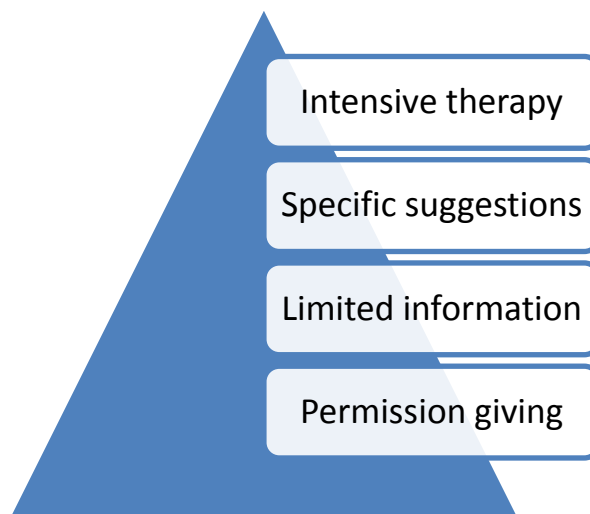 Intensive therapy
Specific suggestions
Limited information
Permission giving